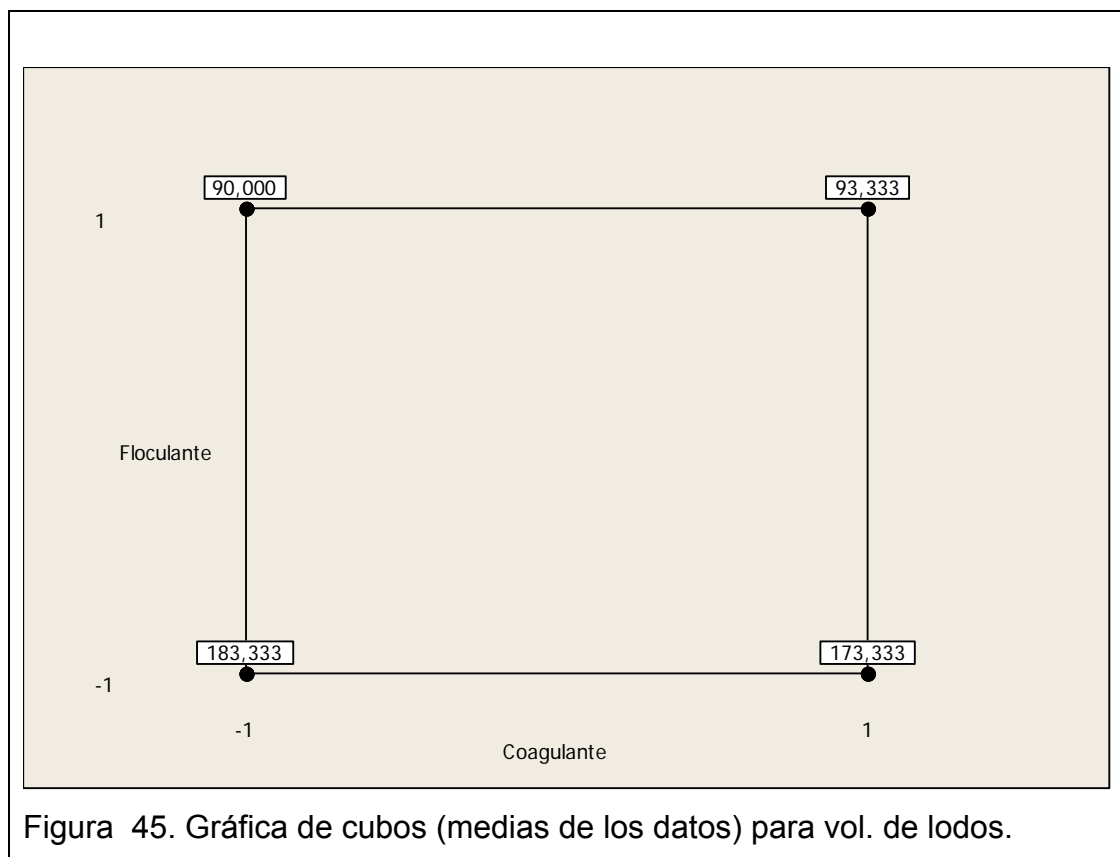 90,000
93,333
1
Floculante
183,333
173,333
-1
-1
1
Coagulante
Figura 45. Gráfica de cubos (medias de los datos) para vol. de lodos.